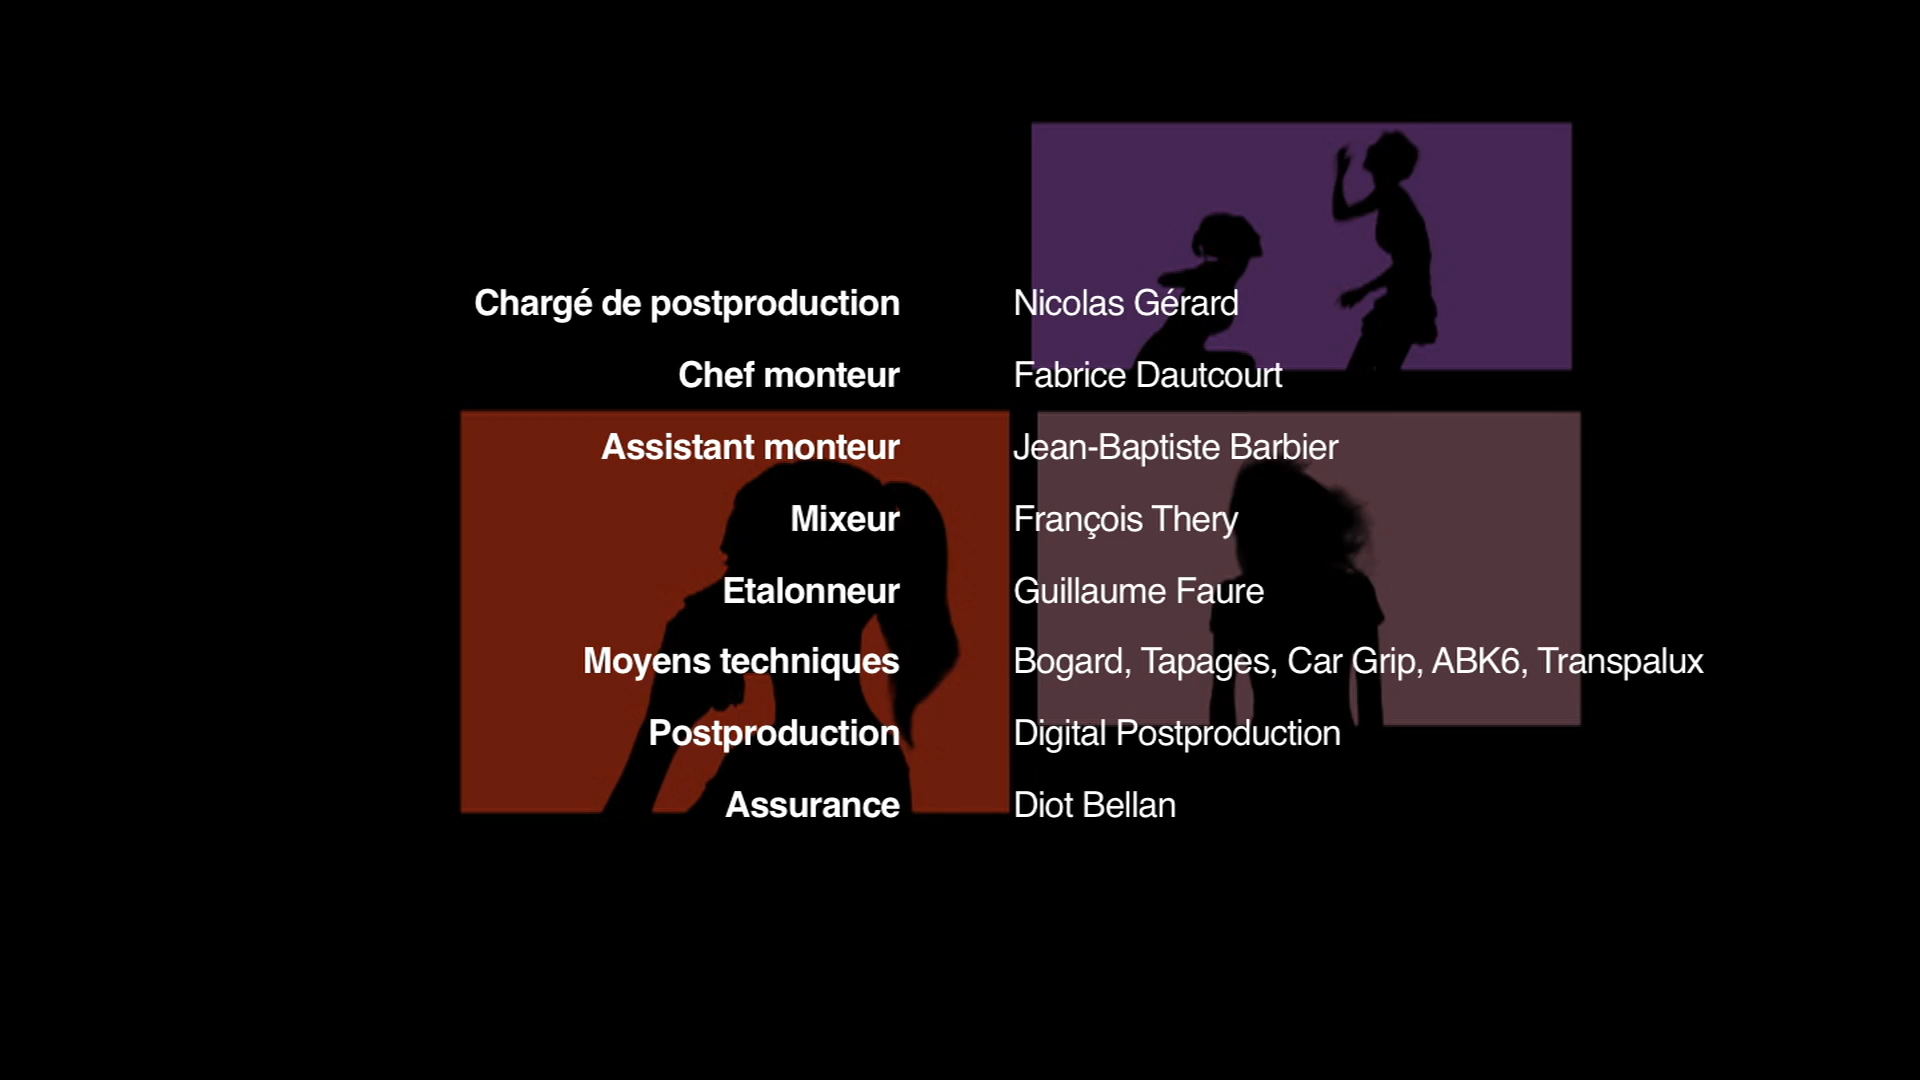 Chargé de postproduction Nicolas Gérard
Chef monteur Fabrice Dautcourt
Assistant monteur Jean-Baptiste Barbier
Mixeur François Thery
Etalonneur Guillaume Faure
Moyens techniques Bogard, Tapages, Car Grip, ABK6, Transpalux
Postproduction Digital Postproduction
Assurance Diot Bellan